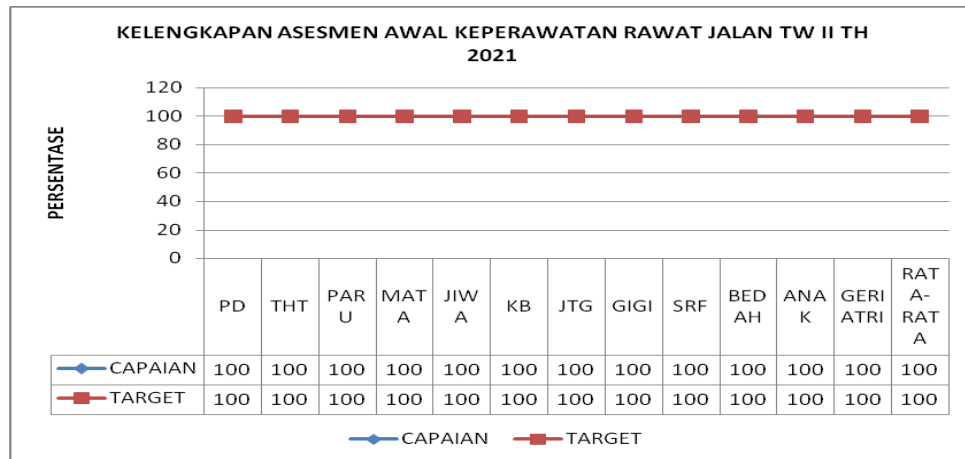 KELENGKAPAN ASESMEN AWAL KEPERAWATAN RAWAT JALAN TW II TH
2021
PERSENTASE
120
100
80
60
40
20
0
PD THT PAR
U MAT
A JIW
A KB JTG GIGI SRF BED
AH ANA
K GERI
ATRI RAT
A-
RAT
A
CAPAIAN 100 100 100 100 100 100 100 100 100 100 100 100 100
TARGET 100 100 100 100 100 100 100 100 100 100 100 100 100
CAPAIAN TARGET